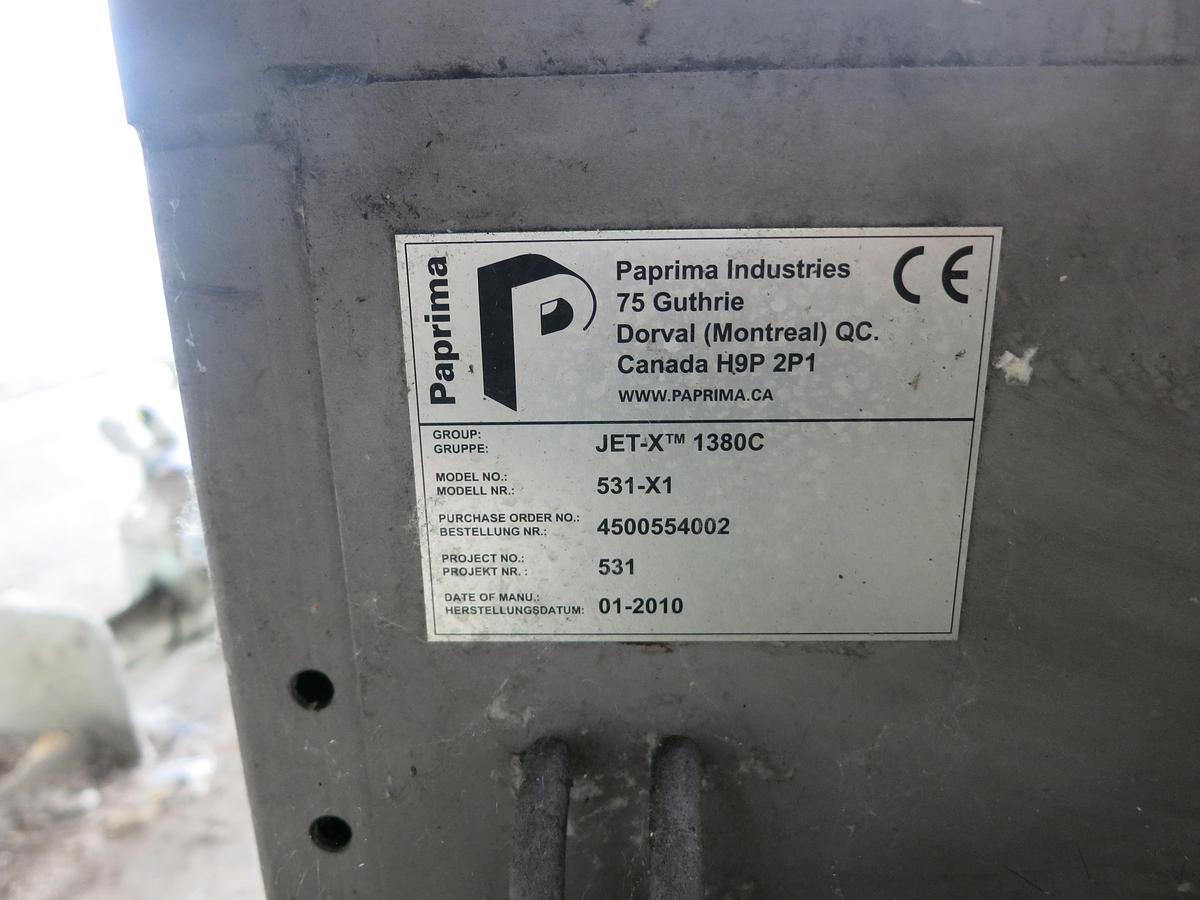 Paprima
P
Paprima Industries
75 Guthrie
Dorval (Montreal) QC.
Canada H9P 2P1
WWW.PAPRIMA.CA
CE
GROUP:
GRUPPE:
JET-X™ 1380C
MODEL NO.:
MODELL NR.:
531-X1
PURCHASE ORDER NO.:
BESTELLUNG NR.:
4500554002
PROJECT NO.:
PROJEKT NR. :
531
DATE OF MANU.:
HERSTELLUNGSDATUM:
01-2010